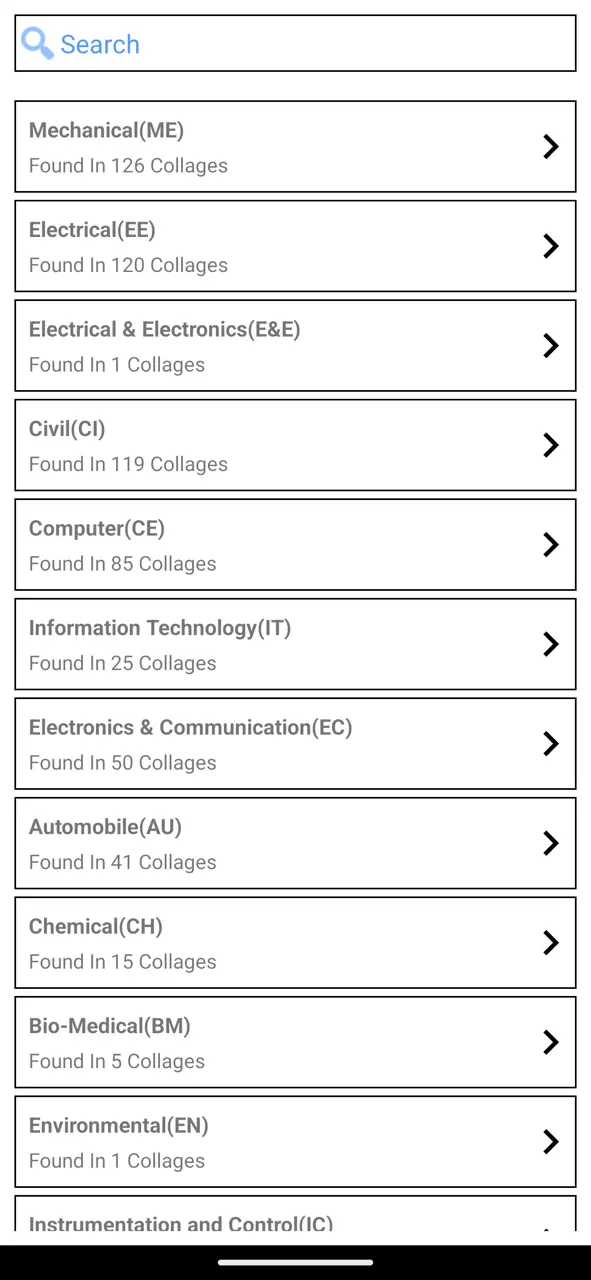 Search
Mechanical(ME)
Found In 126 Collages
Electrical(EE)
Found In 120 Collages
Electrical & Electronics(E&E)
Found In 1 Collages
Civil(CI)
Found In 119 Collages
Computer(CE)
Found In 85 Collages
Information Technology(IT)
Found In 25 Collages
Electronics & Communication(EC)
Found In 50 Collages
Automobile(AU)
Found In 41 Collages
Chemical(CH)
Found In 15 Collages
Bio-Medical(BM)
Found In 5 Collages
Environmental(EN)
Found In 1 Collages
Instrumentation and Control(IC)